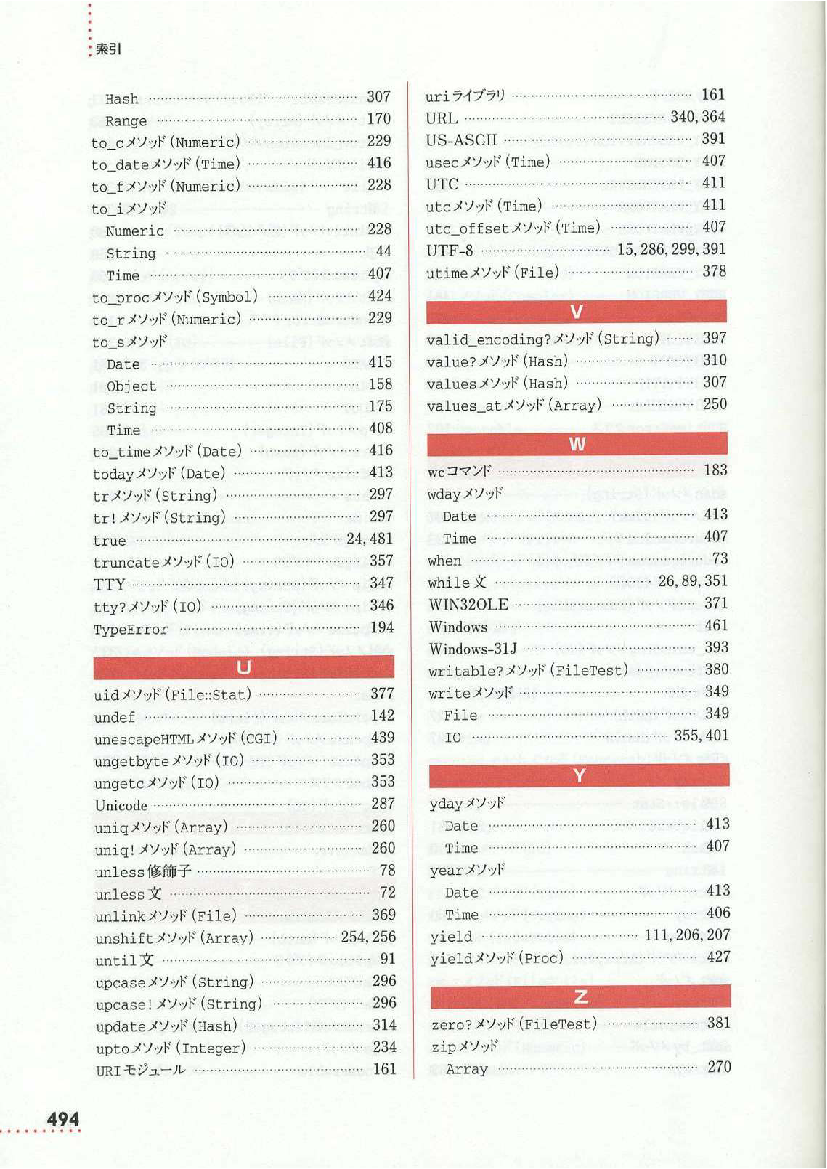 索引
Hash 307
Range 170
to_cメソッド(Numeric) 229
to_dateメソッド(Time) 416
to_fメソッド(Numeric) 228
to_iメソッド
Numeric 228
String 44
Time 407
to_procメソッド(Symbol) 424
to_rメソッド(Numeric) 229
to_sメソッド
Date 415
Object 158
String 175
Time 408
to_timeメソッド(Date) 416
todayメソッド(Date) 413
trメソッド(String) 297
tr!メソッド(String) 297
true 24,481
truncateメソッド(IO) 357
TTY 347
tty?メソッド(IO) 346
TypeError 194
U
uidメソッド(File::Stat) 377
undef 142
unescapeHTMLメソッド(CGI) 439
ungetbyteメソッド(IO) 353
ungetcメソッド(IO) 353
Unicode 287
uniqメソッド(Array) 260
uniq!メソッド(Array) 260
unless修飾子 78
unless文 72
unlinkメソッド(File) 369
unshiftメソッド(Array) 254,256
until文 91
upcaseメソッド(String) 296
upcase!メソッド(String) 296
updateメソッド(Hash) 314
uptoメソッド(Integer) 234
URIモジュール 161
uriライブラリ 161
URL 340,364
US-ASCII 391
usecメソッド(Time) 407
UTC 411
utcメソッド(Time) 411
utc_offsetメソッド(Time) 407
UTF-8 15,286,299,391
utimeメソッド(File) 378
V
valid_encoding?メソッド(String) 397
value?メソッド(Hash) 310
valuesメソッド(Hash) 307
values_atメソッド(Array) 250
W
wcコマンド 183
wdayメソッド
Date 413
Time 407
when 73
while文 26,89,351
WIN32OLE 371
Windows 461
Windows-31J 393
writable?メソッド(FileTest) 380
writeメソッド 349
File 349
IO 355,401
Y
ydayメソッド
Date 413
Time 407
yearメソッド
Date 413
Time 406
yield 111,206,207
yieldメソッド(Proc) 427
Z
zero?メソッド(FileTest) 381
zipメソッド
Array 270
494